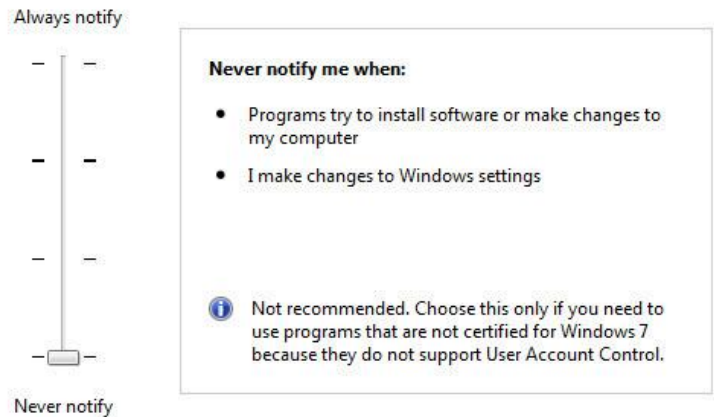 Always notify
Never notify me when:
Programs try to install software or make changes to
my computer
I make changes to Windows settings
Not recommended. Choose this only if you need to
use programs that are not certified for Windows 7
because they do not support User Account Control.
Never notify